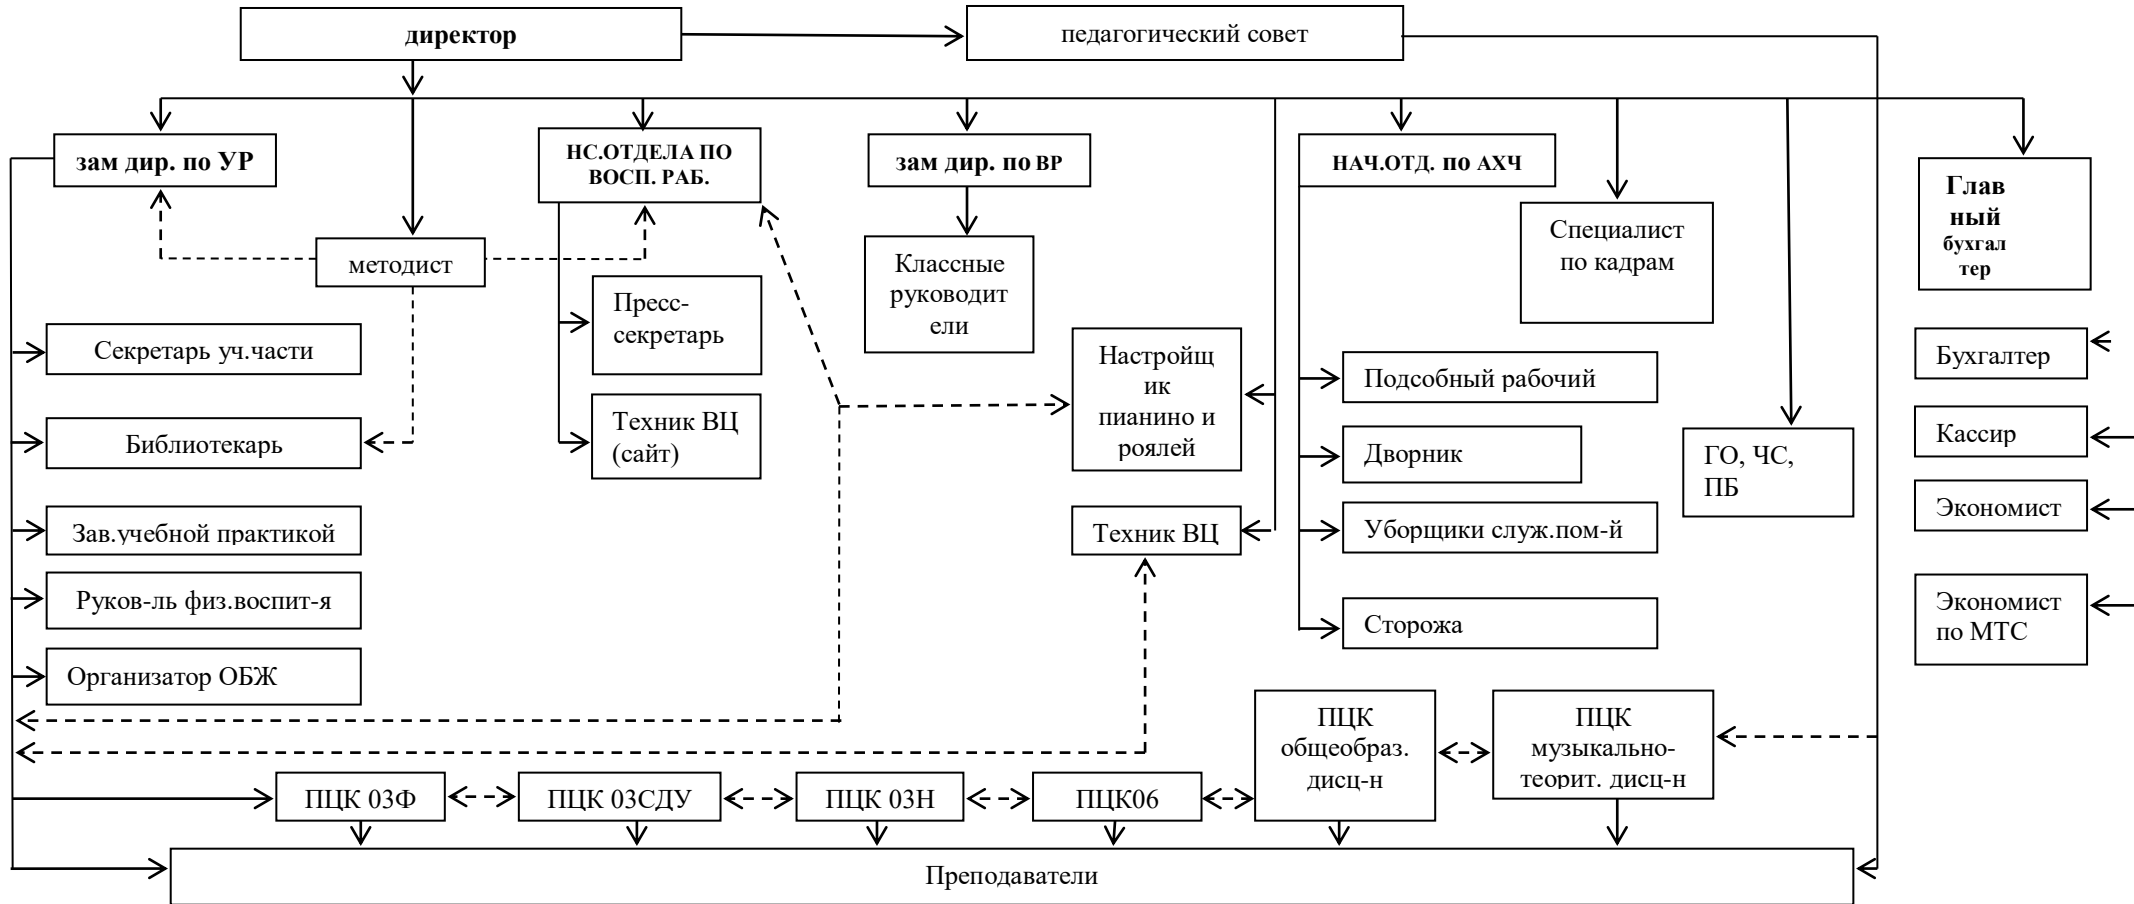 директор
педагогический совет
зам дир. по УР
НС.ОТДЕЛА ПО
ВОСП. РАБ.
зам дир. по ВР
НАЧ.ОТД. по АХЧ
Глав
ный
бухгал
тер
методист
Специалист
по кадрам
Классные
руководит
ели
Пресс-
секретарь
Секретарь уч.части
Настройщ
ик
пианино и
роялей
Бухгалтер
Подсобный рабочий
Библиотекарь
Техник ВЦ
(сайт)
Дворник
ГО, ЧС,
ПБ
Кассир
Зав.учебной практикой
Техник ВЦ
Уборщики служ.пом-й
Экономист
Руков-ль физ.воспит-я
Сторожа
Экономист
по МТС
Организатор ОБЖ
ПЦК
общеобраз.
дисц-н
ПЦК
музыкально-
теорит. дисц-н
ПЦК 03Ф
ПЦК 03СДУ
ПЦК 03Н
ПЦК06
Преподаватели